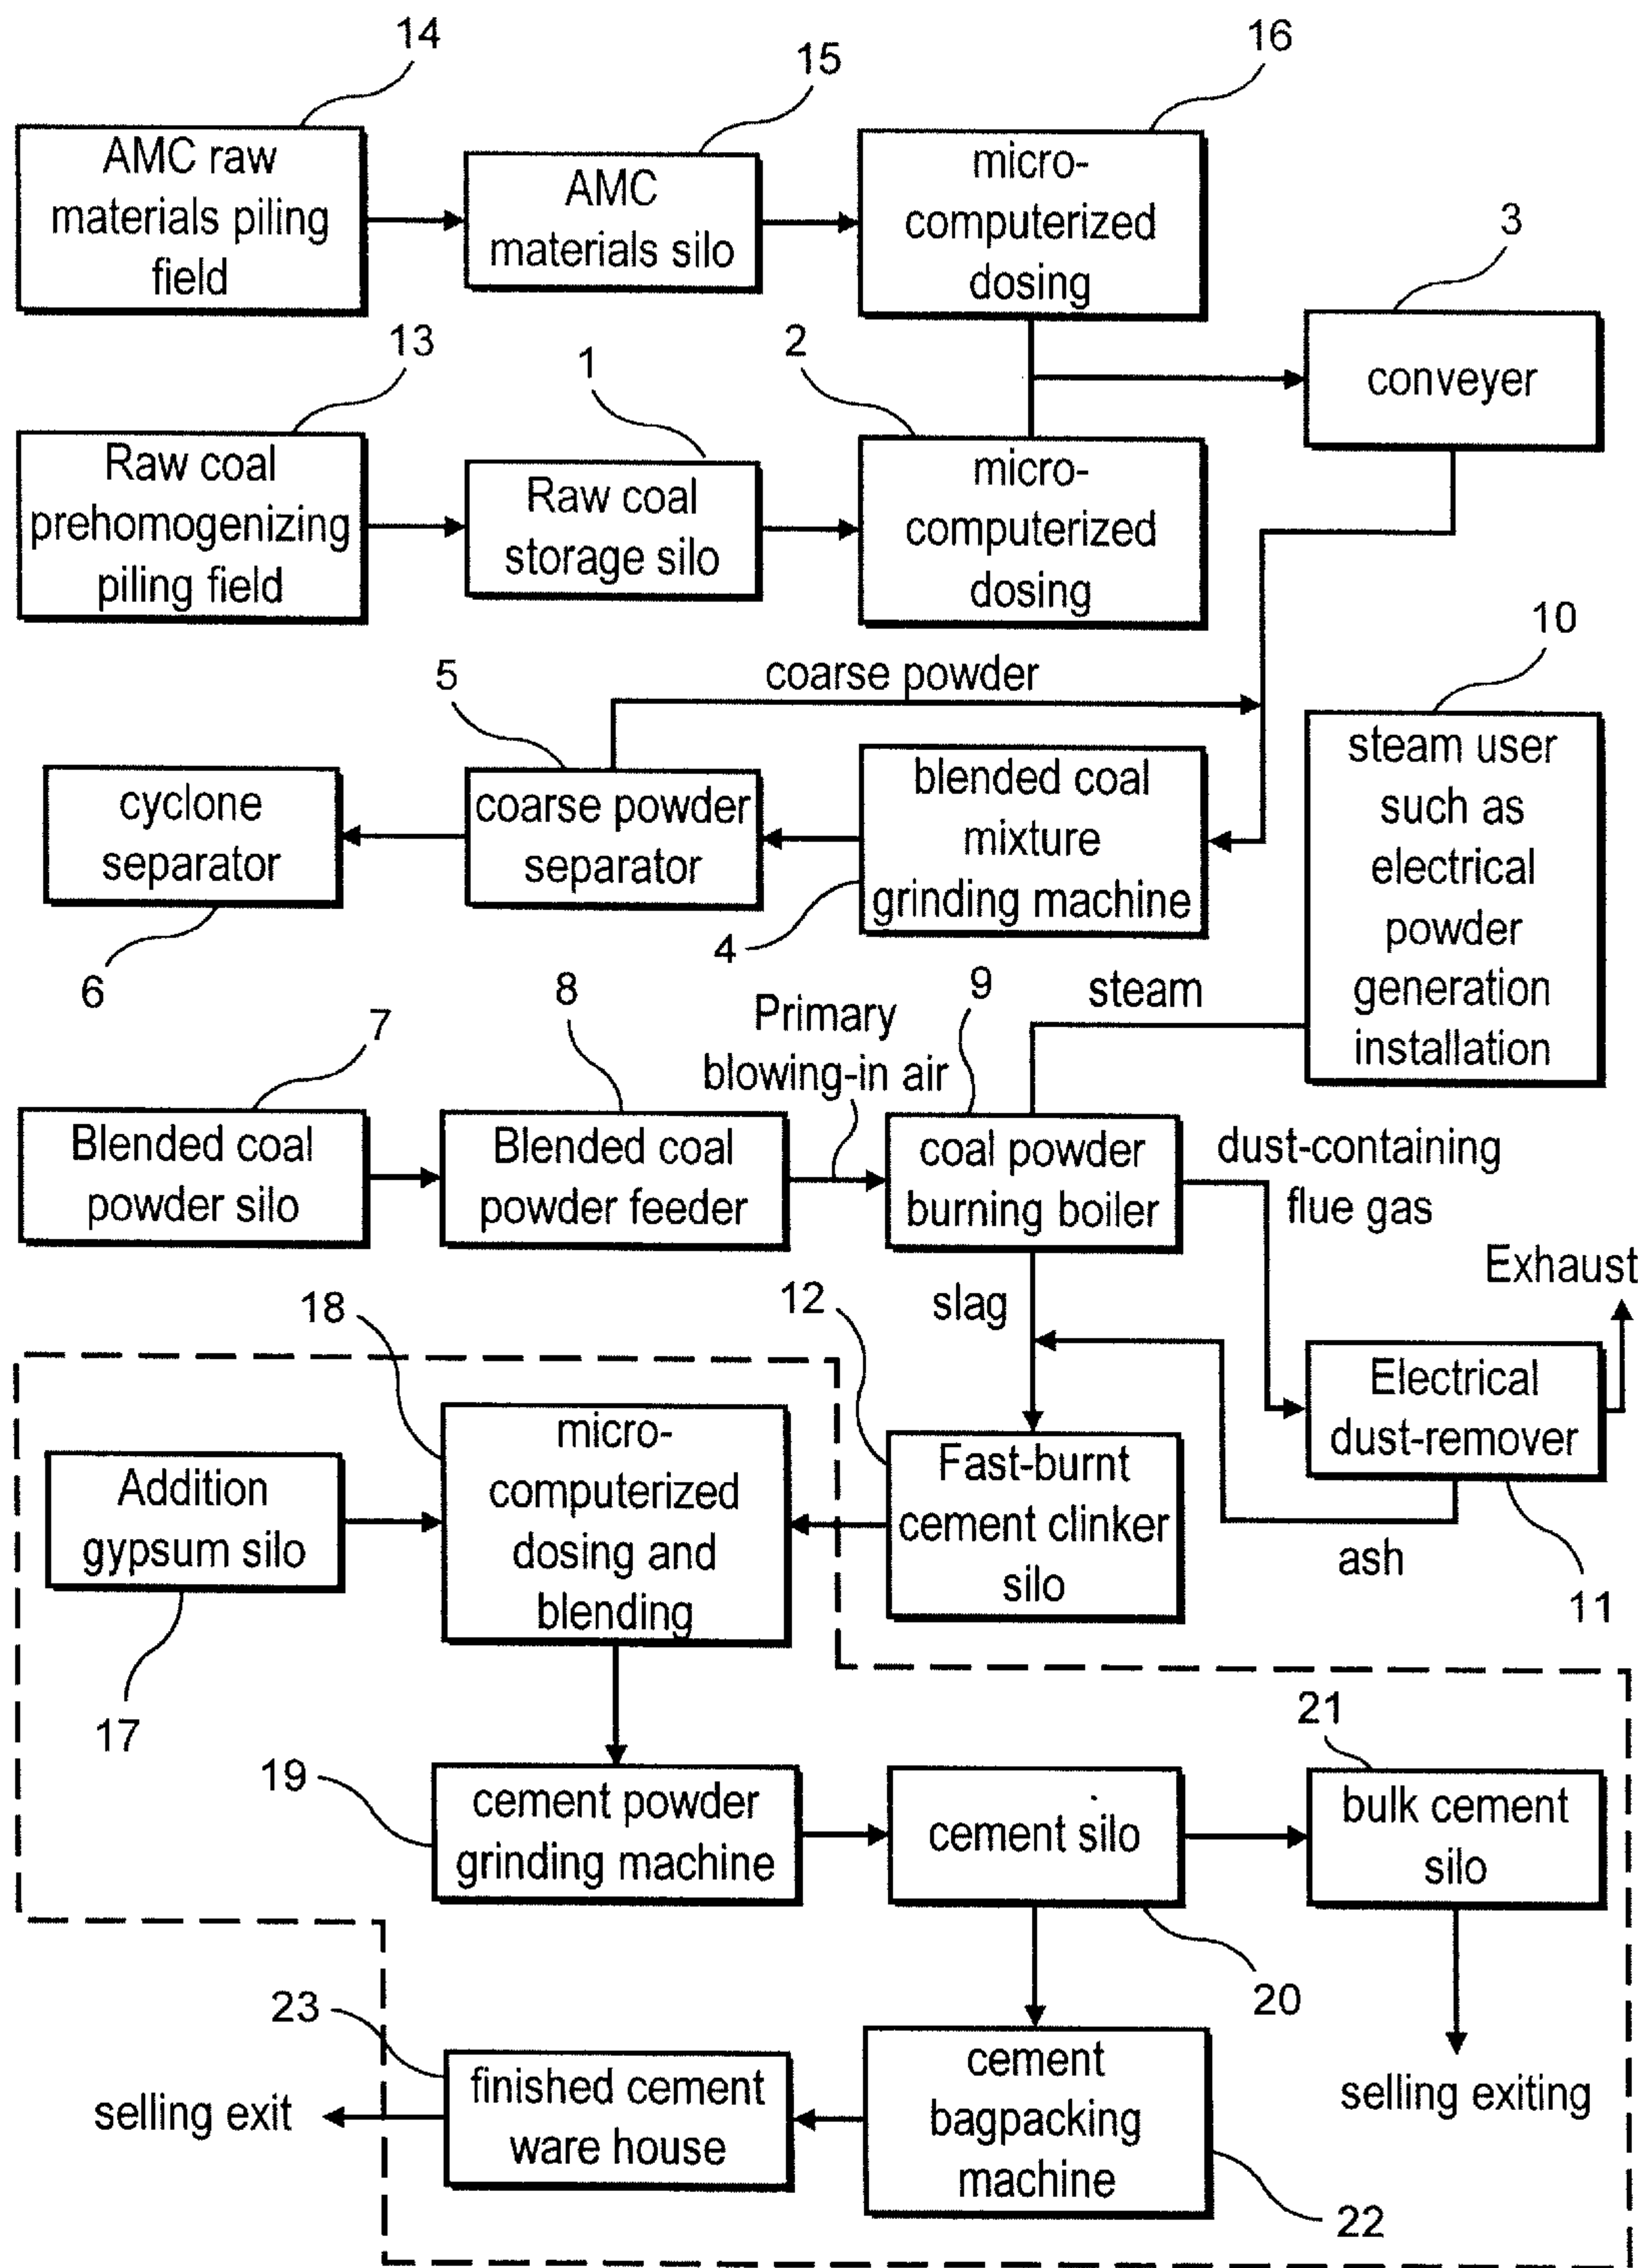 14
15
16
AMC raw
materials piling
field
AMC
materials silo
micro-
computerized
dosing
3
conveyer
13
1
2
Raw coal
prehomogenizing
piling field
Raw coal
storage silo
micro-
computerized
dosing
10
5
coarse powder
steam user
such as
electrical
powder
generation
installation
cyclone
separator
coarse powder
separator
blended coal
mixture
grinding machine
6
4
7
8
Primary
blowing-in air
9
steam
Blended coal
powder silo
Blended coal
powder feeder
coal powder
burning boiler
dust-containing
flue gas
Exhaust
18
12
slag
Electrical
dust-remover
micro-
computerized
dosing and
blending
Addition
gypsum silo
Fast-burnt
cement clinker
silo
ash
11
17
21
19
cement powder
grinding machine
cement silo
bulk cement
silo
20
23
selling exit
finished cement
ware house
cement
bagpacking
machine
selling exiting
22